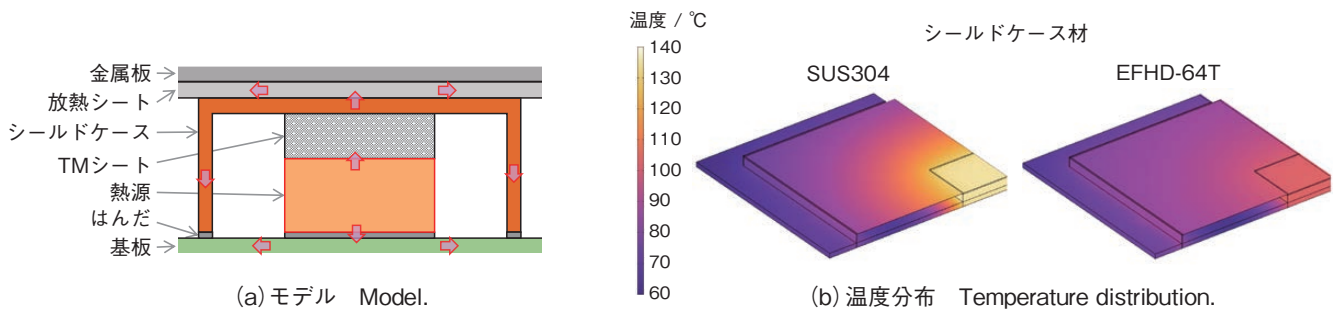 金属板
放熱シート
シールドケース
TMシート
熱源
はんだ
基板
(a)モデル Model.
温度 / ℃
140
130
120
110
100
90
80
70
60
シールドケース材
SUS304
EFHD-64T
(b)温度分布 Temperature distribution.